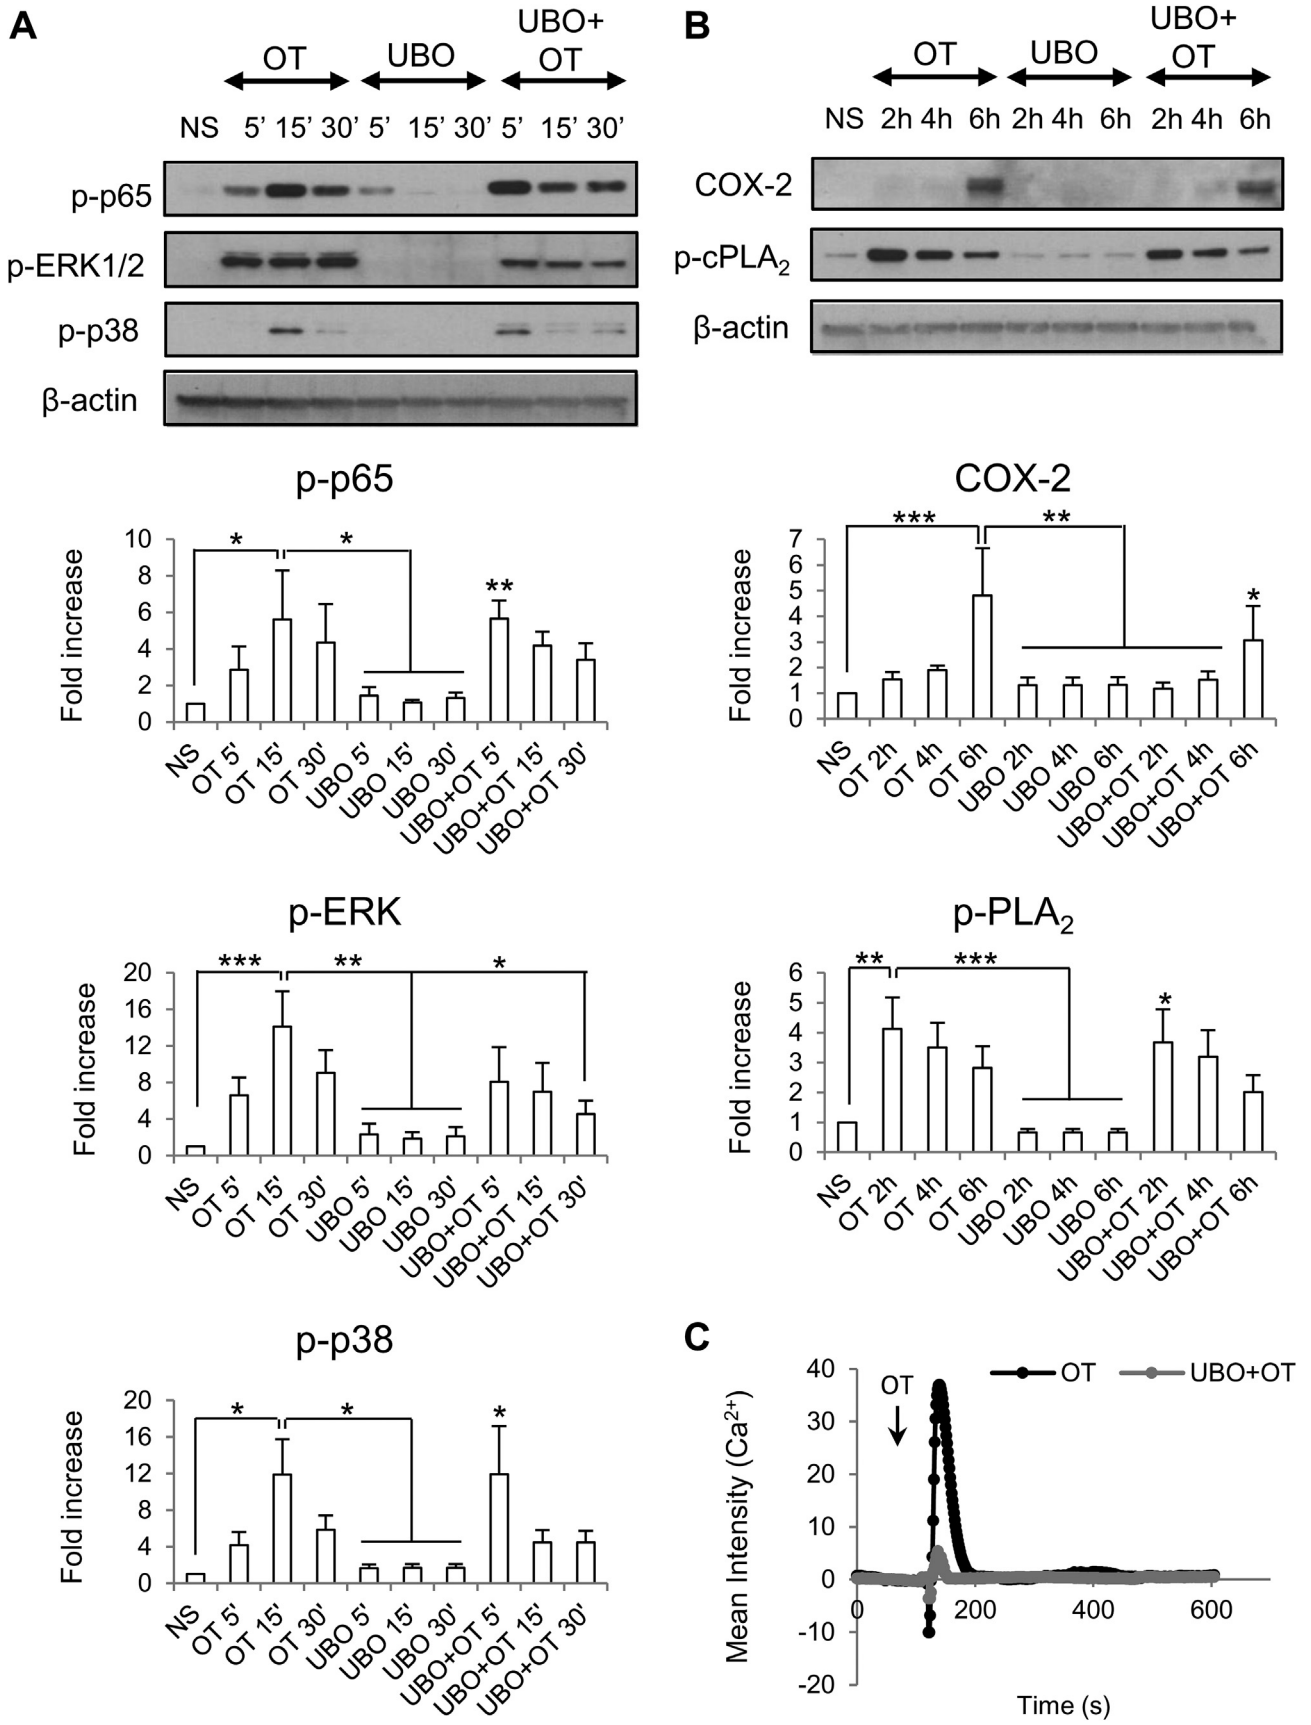 A
OT
UBO
UBO+
OT
NS 5’ 15’ 30’ 5’ 15’ 30’ 5’ 15’ 30’
p-p65
p-ERK1/2
p-p38
β-actin
B
OT
UBO
UBO+
OT
NS 2h 4h 6h 2h 4h 6h 2h 4h 6h
COX-2
p-cPLA2
β-actin
p-p65
Fold increase
10
8
6
4
2
0
* * **
NS
OT 5'
OT 15'
OT 30'
UBO 5'
UBO 15'
UBO 30'
UBO+OT 5'
UBO+OT 15'
UBO+OT 30'
COX-2
Fold increase
7
6
5
4
3
2
1
0
*** ** *
NS
OT 2h
OT 4h
OT 6h
UBO 2h
UBO 4h
UBO 6h
UBO+OT 2h
UBO+OT 4h
UBO+OT 6h
p-ERK
Fold increase
20
16
12
8
4
0
*** ** *
NS
OT 5'
OT 15'
OT 30'
UBO 5'
UBO 15'
UBO 30'
UBO+OT 5'
UBO+OT 15'
UBO+OT 30'
p-PLA2
Fold increase
6
5
4
3
2
1
0
** *** *
NS
OT 2h
OT 4h
OT 6h
UBO 2h
UBO 4h
UBO 6h
UBO+OT 2h
UBO+OT 4h
UBO+OT 6h
p-p38
Fold increase
20
16
12
8
4
0
* * *
NS
OT 5'
OT 15'
OT 30'
UBO 5'
UBO 15'
UBO 30'
UBO+OT 5'
UBO+OT 15'
UBO+OT 30'
C
OT
UBO+OT
OT
Mean Intensity (Ca2+)
40
30
20
10
0
-10
-20
0 200 400 600
Time (s)